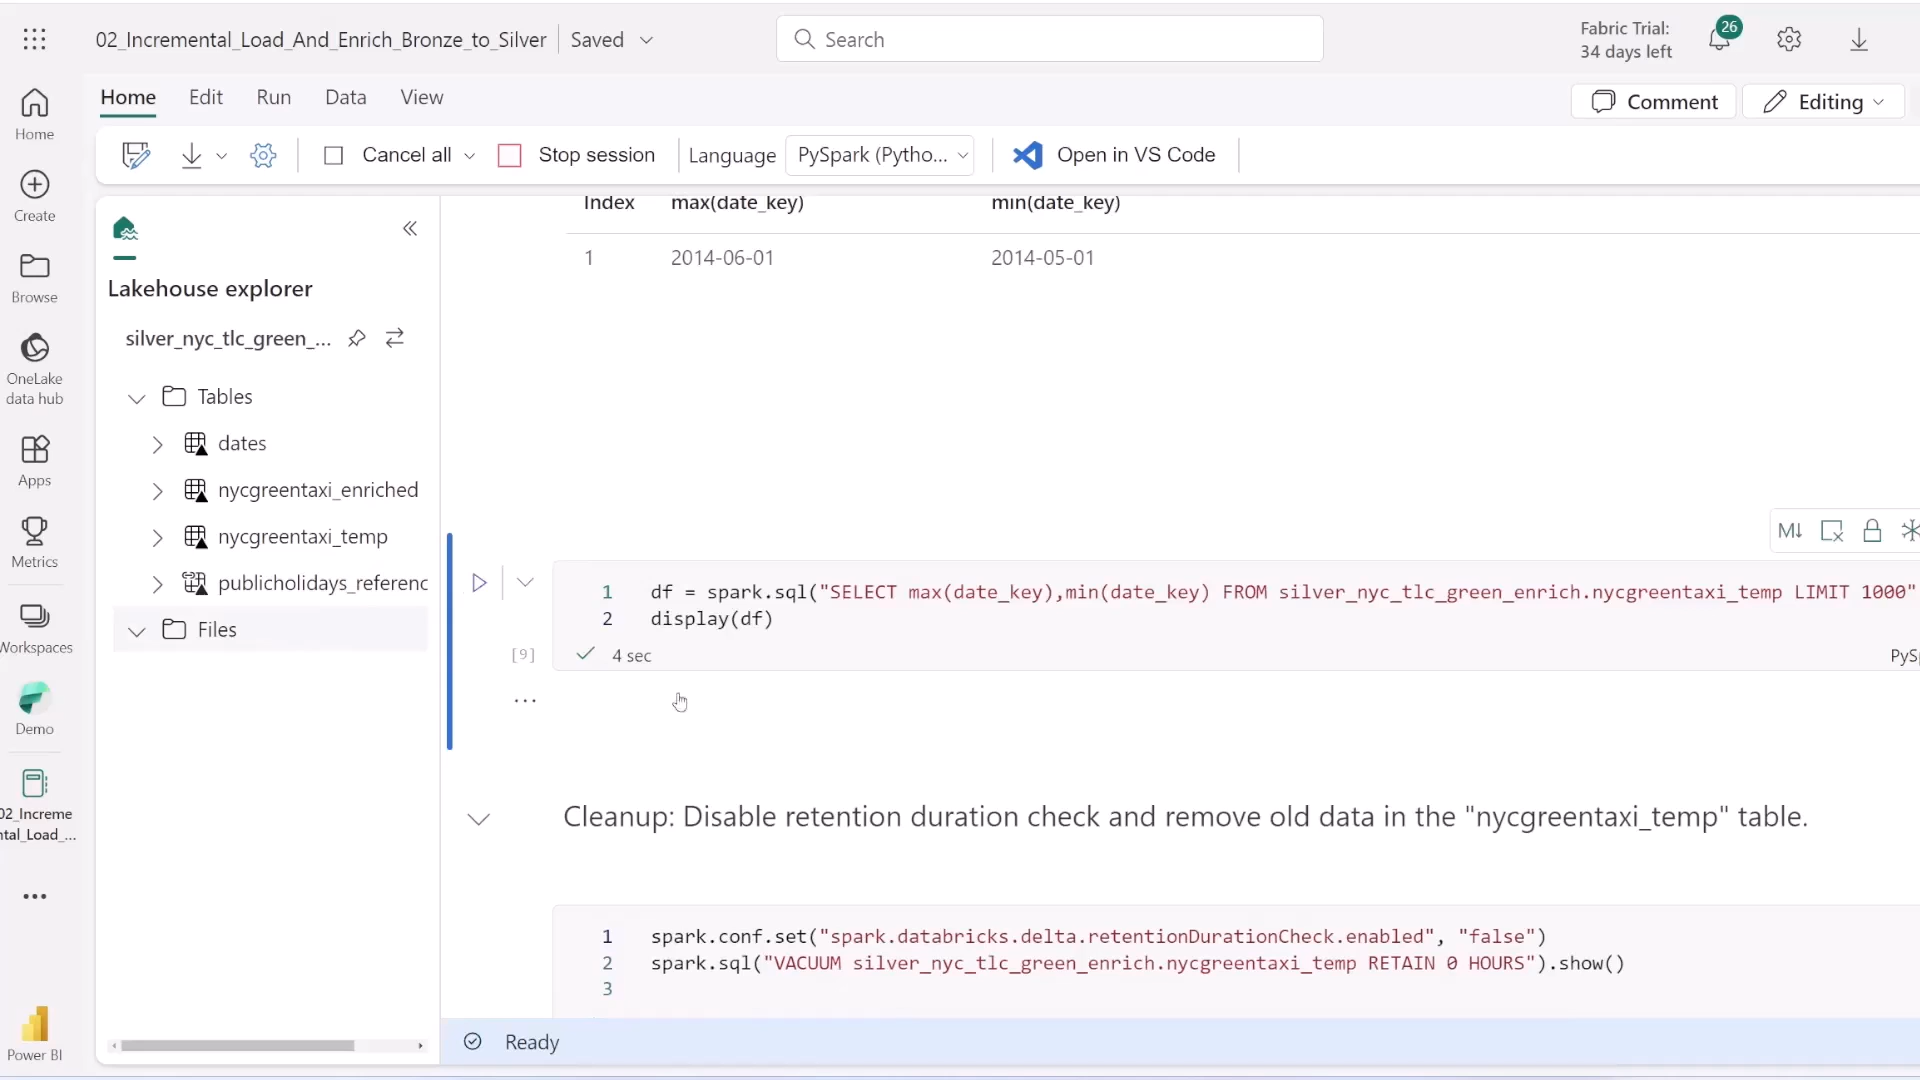 02_Incremental_Load_And_Enrich_Bronze_to_Silver Saved
Search
Fabric Trial:
34 days left
26
Home Edit Run Data View
Comment Editing
Cancel all Stop session Language PySpark (Pytho... Open in VS Code
Home
Create
Browse
OneLake
data hub
Apps
Metrics
Workspaces
Demo
02_Increme
ntal_Load_...
Power BI
Lakehouse explorer
silver_nyc_tlc_green_...
Tables
dates
nycgreentaxi_enriched
nycgreentaxi_temp
publicholidays_referenc
Files
Index max(date_key) min(date_key)
1 2014-06-01 2014-05-01
M↓
1 df = spark.sql("SELECT max(date_key),min(date_key) FROM silver_nyc_tlc_green_enrich.nycgreentaxi_temp LIMIT 1000"
2 display(df)
[9] 4 sec
PySp
...
Cleanup: Disable retention duration check and remove old data in the "nycgreentaxi_temp" table.
1 spark.conf.set("spark.databricks.delta.retentionDurationCheck.enabled", "false")
2 spark.sql("VACUUM silver_nyc_tlc_green_enrich.nycgreentaxi_temp RETAIN 0 HOURS").show()
3
Ready